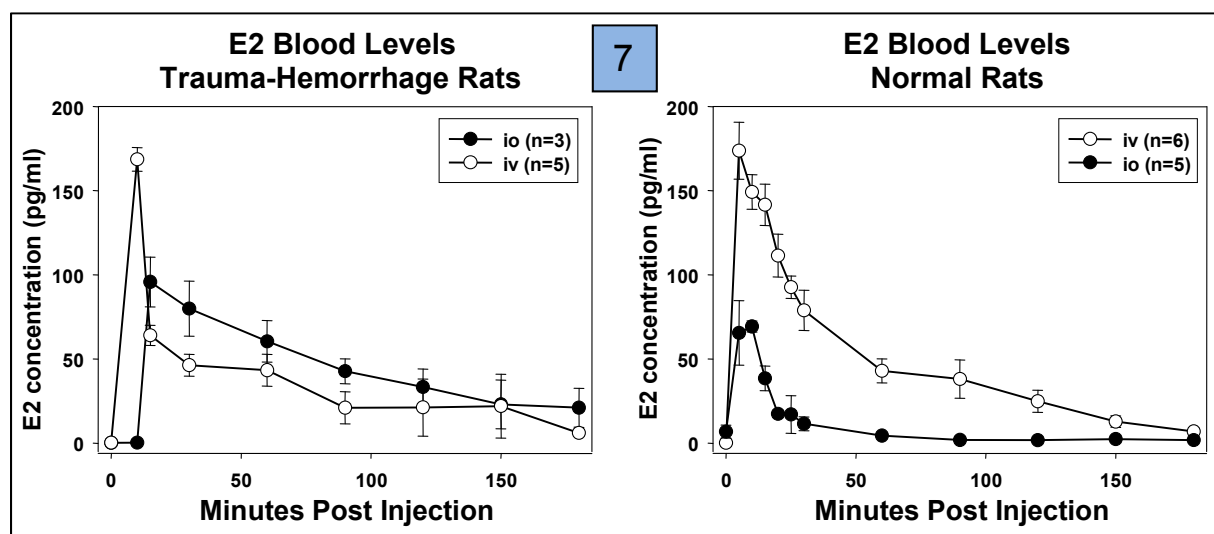 E2 Blood Levels
Trauma-Hemorrhage Rats
E2 concentration (pg/ml)
200
150
100
50
0
io (n=3)
iv (n=5)
0 50 100 150
Minutes Post Injection
7
E2 Blood Levels
Normal Rats
E2 concentration (pg/ml)
200
150
100
50
0
iv (n=6)
io (n=5)
0 50 100 150
Minutes Post Injection